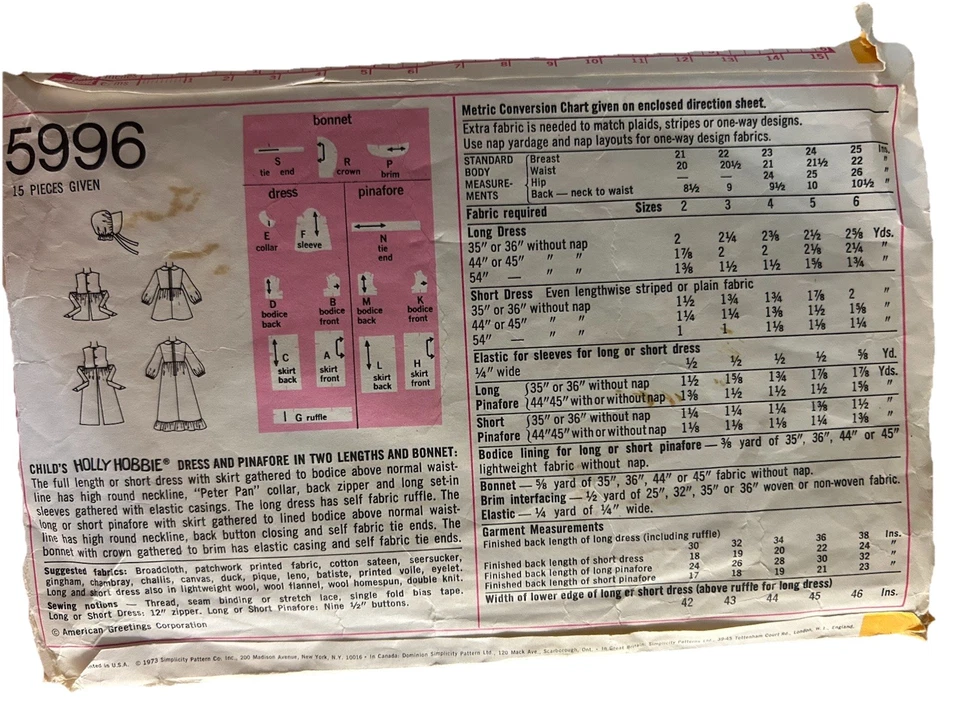 5996
15 PIECES GIVEN
bonnet
S
tie end
R
crown
P
brim
dress
pinafore
E
collar
F
sleeve
N
tie
end
D
bodice
back
B
bodice
front
M
bodice
back
K
bodice
front
C
skirt
back
A
skirt
front
L
skirt
back
H
skirt
front
G ruffle
CHILD'S HOLLY HOBBIE® DRESS AND PINAFORE IN TWO LENGTHS AND BONNET:
The full length or short dress with skirt gathered to bodice above normal waist-
line has high round neckline, "Peter Pan" collar, back zipper and long set-in
sleeves gathered with elastic casings. The long dress has self fabric ruffle. The
long or short pinafore with skirt gathered to lined bodice above normal waist-
line has high round neck, back button closing and self fabric tie ends. The
bonnet with crown gathered to brim has elastic casing and self fabric tie ends.
Suggested fabrics: Broadcloth, patchwork printed fabric, cotton sateen, seersucker,
gingham, chambray, challis, canvas, duck, pique, leno, batiste, printed voile, eyelet.
Long and short dress also in lightweight wool, wool flannel, wool homespun, double knit.
Sewing notions — Thread, seam binding or stretch lace, single fold bias tape.
Long or Short Dress: 12" zipper. Long or Short Pinafore: Nine ½" buttons.
© American Greetings Corporation
Metric Conversion Chart given on enclosed direction sheet.
Extra fabric is needed to match plaids, stripes or one-way designs.
Use nap yardage and nap layouts for one-way design fabrics.
STANDARD Breast 21 22 23 24 25 Ins.
BODY Waist 20 20½ 21 21½ 22 "
MEASURE- Hip — — 24 25 26 "
MENTS Back — neck to waist 8½ 9 9½ 10 10½ "
Fabric required Sizes 2 3 4 5 6
Long Dress
35" or 36" without nap 2 2¼ 2⅜ 2½ 2⅝ Yds.
44" or 45" " " 1⅞ 2 2 2⅛ 2¼ "
54" — " " 1⅜ 1½ 1½ 1⅝ 1¾ "
Short Dress Even lengthwise striped or plain fabric
35" or 36" without nap 1½ 1¾ 1¾ 1⅞ 2 "
44" or 45" " " 1¼ 1¼ 1⅜ 1½ 1⅝ "
54" — " " 1 1 1⅛ 1⅛ 1¼ "
Elastic for sleeves for long or short dress
¼" wide ½ ½ ½ ½ ⅝ Yd.
Long 35" or 36" without nap 1½ 1⅝ 1¾ 1⅞ 1⅞ Yds.
Pinafore 44"45" with or without nap 1⅜ 1½ 1½ 1½ 1⅝ "
Short 35" or 36" without nap 1¼ 1¼ 1¼ 1⅜ 1½ "
Pinafore 44"45" with or without nap 1⅛ 1⅛ 1⅛ 1¼ 1⅜ "
Bodice lining for long or short pinafore — ⅜ yard of 35", 36", 44" or 45"
lightweight fabric without nap.
Bonnet — ⅝ yard of 35", 36", 44" or 45" fabric without nap.
Brim interfacing — ½ yard of 25", 32", 35" or 36" woven or non-woven fabric.
Elastic — ¼ yard of ¼" wide.
Garment Measurements
Finished back length of long dress (including ruffle)
30 32 34 36 38 Ins.
Finished back length of short dress 18 19 20 22 24 "
Finished back length of long pinafore 24 26 28 30 32 "
Finished back length of short pinafore 17 18 19 21 23 "
Width of lower edge of long or short dress (above ruffle for long dress)
42 43 44 45 46 Ins.
in U.S.A. © 1973 Simplicity Pattern Co. Inc., 200 Madison Avenue, New York, N.Y. 10016 • In Canada: Dominion Simplicity Pattern Ltd., 120 Mack Ave., Scarborough, Ont. • In Great Britain: Simplicity Patterns Ltd., Tottenham Court Rd., London, England.